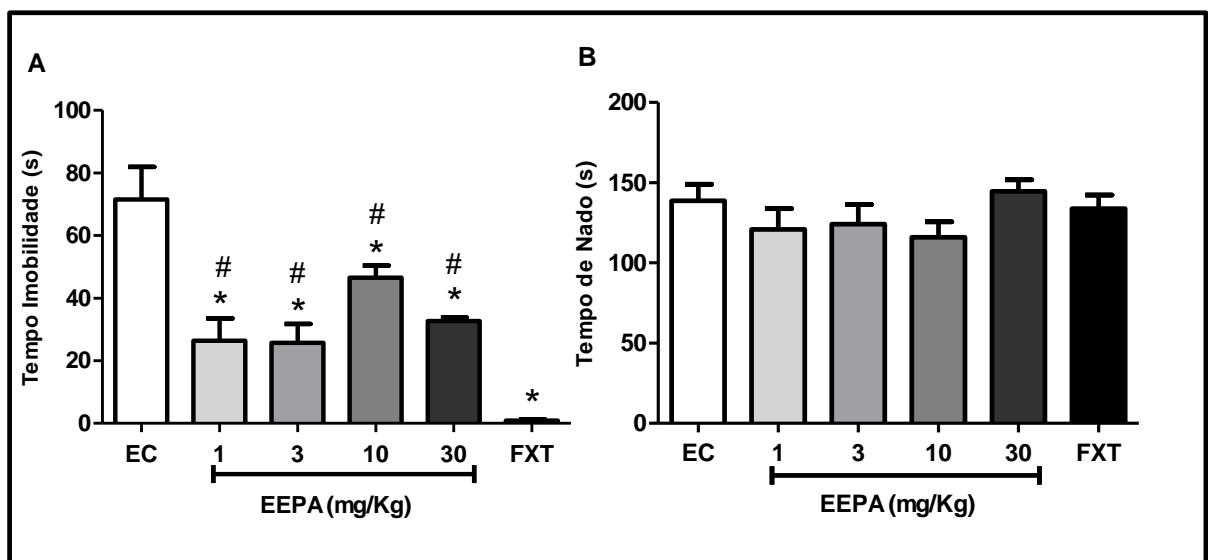 A
Tempo Imobilidade (s)
100
80
60
40
20
0
# # # #
* * * * *
EC 1 3 10 30 FXT
EEPA (mg/Kg)
B
Tempo de Nado (s)
200
150
100
50
0
EC 1 3 10 30 FXT
EEPA (mg/Kg)